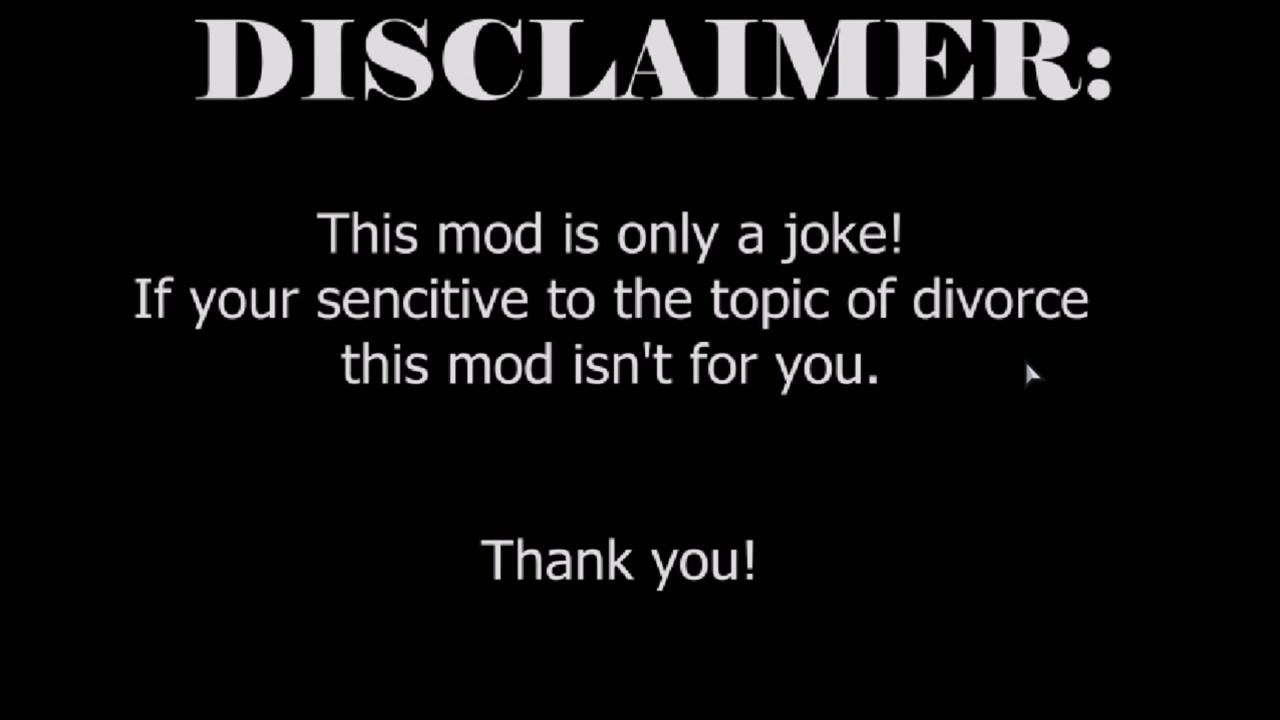 DISCLAIMER:
This mod is only a joke!
If your sencitive to the topic of divorce
this mod isn't for you.
Thank you!